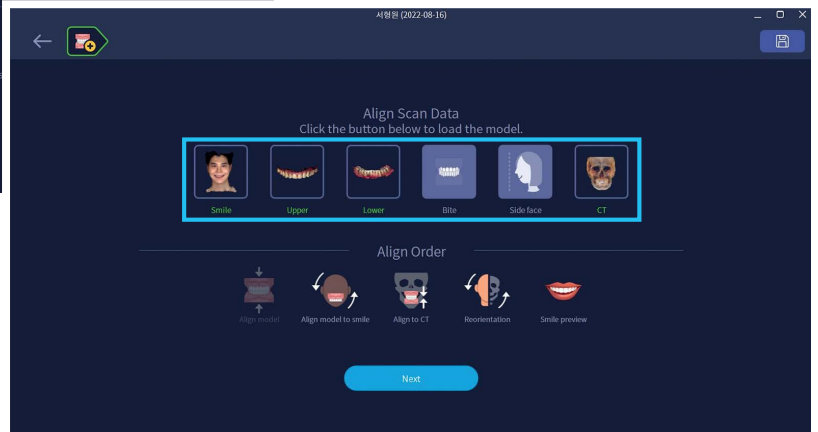 서형원 (2022-08-16)
Align Scan Data
Click the button below to load the model.
Smile Upper Lower Bite Side face CT
Align Order
Align model Align model to smile Align to CT Reorientation Smile preview
Next